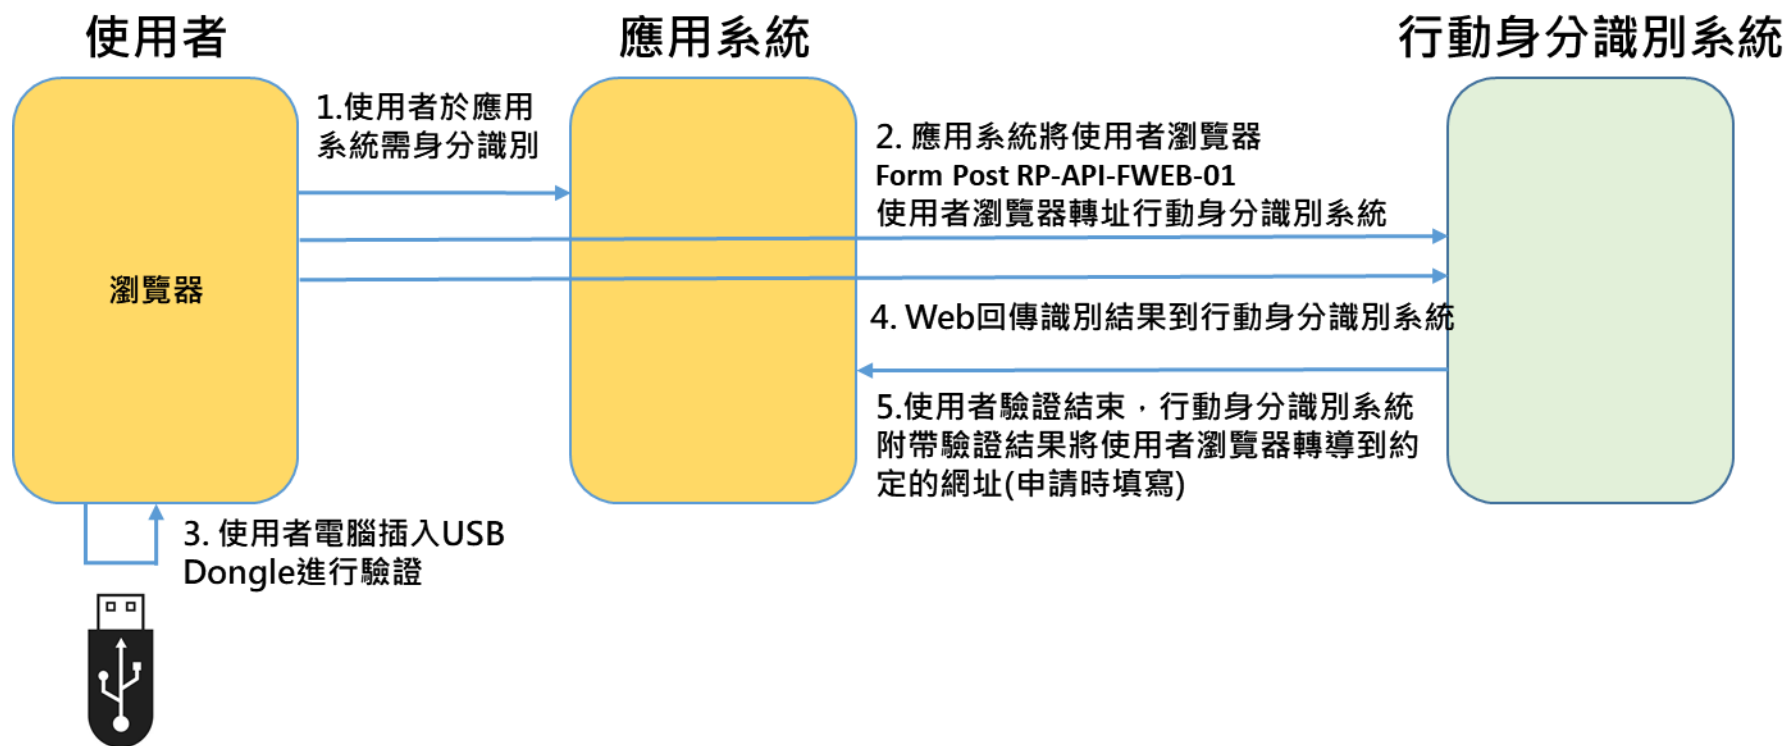 使用者
應用系統
行動身分識別系統
1.使用者於應用
系統需身分識別
2. 應用系統將使用者瀏覽器
Form Post RP-API-FWEB-01
使用者瀏覽器轉址行動身分識別系統
瀏覽器
4. Web回傳識別結果到行動身分識別系統
5.使用者驗證結束，行動身分識別系統
附帶驗證結果將使用者瀏覽器轉導到約
定的網址(申請時填寫)
3. 使用者電腦插入USB
Dongle進行驗證